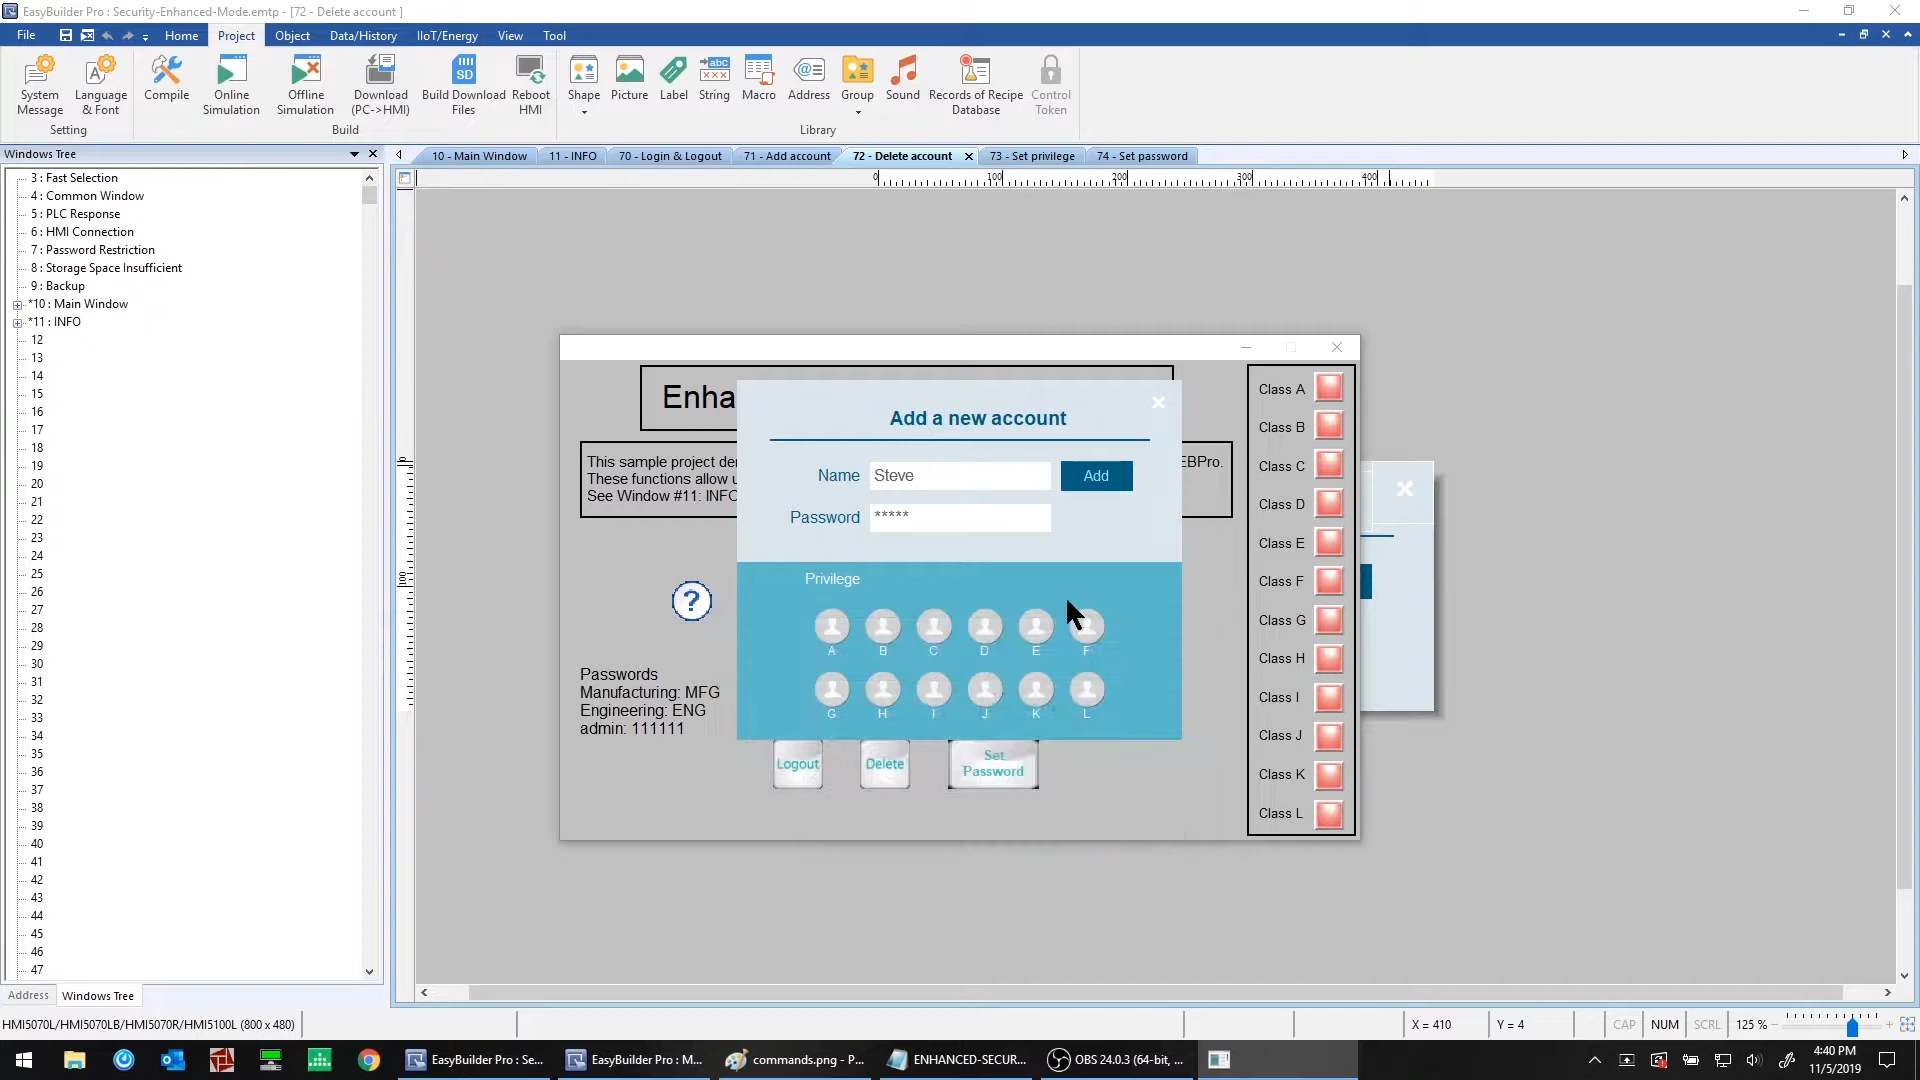 EasyBuilder Pro : Security-Enhanced-Mode.emtp - [72 - Delete account ]
File Home Project Object Data/History IIoT/Energy View Tool
System Message
Language & Font
Compile
Online Simulation
Offline Simulation
Download (PC->HMI)
Build Download Files
Reboot HMI
Shape
Picture
Label
String
Macro
Address
Group
Sound
Records of Recipe Database
Control Token
Setting
Build
Library
Windows Tree
10 - Main Window
11 - INFO
70 - Login & Logout
71 - Add account
72 - Delete account
73 - Set privilege
74 - Set password
3 : Fast Selection
4 : Common Window
5 : PLC Response
6 : HMI Connection
7 : Password Restriction
8 : Storage Space Insufficient
9 : Backup
*10 : Main Window
*11 : INFO
12
13
14
15
16
17
18
19
20
21
22
23
24
25
26
27
28
29
30
31
32
33
34
35
36
37
38
39
40
41
42
43
44
45
46
47
Address
Windows Tree
0 100 200 300 400
0
100
Enha
This sample project de
EBPro.
These functions allow u
See Window #11: INFO
Add a new account
Name Steve Add
Password *****
Privilege
A B C D E F
G H I J K L
?
Passwords
Manufacturing: MFG
Engineering: ENG
admin: 111111
Logout
Delete
Set Password
Class A
Class B
Class C
Class D
Class E
Class F
Class G
Class H
Class I
Class J
Class K
Class L
HMI5070L/HMI5070LB/HMI5070R/HMI5100L (800 x 480)
X = 410
Y = 4
CAP NUM SCRL 125 %
EasyBuilder Pro : Se...
EasyBuilder Pro : M...
commands.png - P...
ENHANCED-SECUR...
OBS 24.0.3 (64-bit, ...
4:40 PM
11/5/2019